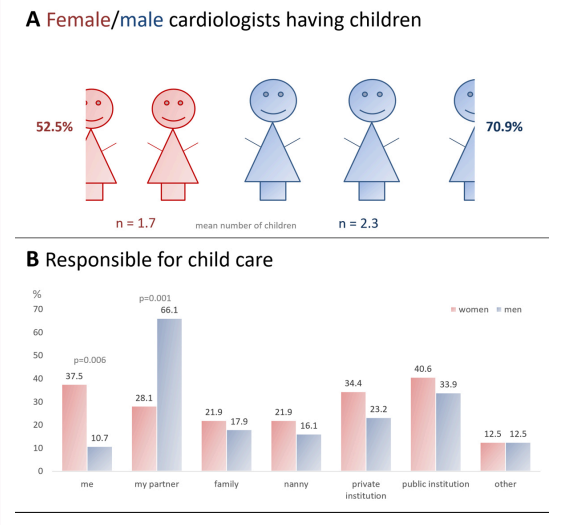 A Female/male cardiologists having children
52.5%
70.9%
n = 1.7
mean number of children
n = 2.3
B Responsible for child care
%
70
60
50
40
30
20
10
0
p=0.006
p=0.001
women
men
37.5
10.7
28.1
66.1
21.9
17.9
21.9
16.1
34.4
23.2
40.6
33.9
12.5
12.5
me
my partner
family
nanny
private
institution
public institution
other